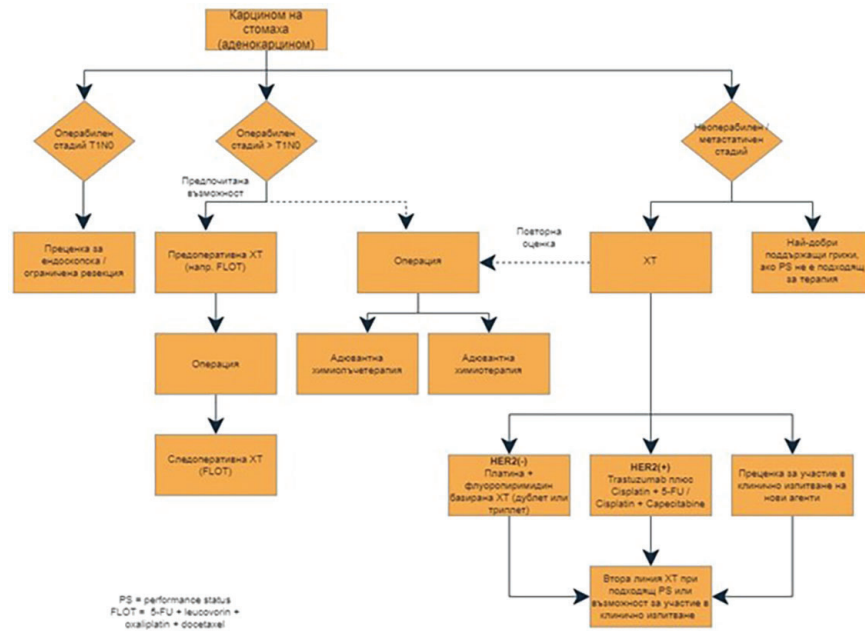 Карцином на
стомаха
(аденокарцином)
Операбилен
стадий T1N0
Операбилен
стадий > T1N0
Неоперабилен /
метастатичен
стадий
Предпочитана
възможност
Повторна
оценка
Преценка за
ендоскопска /
ограничена резекция
Предоперативна ХТ
(напр. FLOT)
Операция
ХТ
Най-добри
поддържащи грижи,
ако PS не е подходящ
за терапия
Операция
Адювантна
химиолъчетерапия
Адювантна
химиотерапия
Следоперативна ХТ
(FLOT)
HER2(-)
Платина +
флуоропиримидин
базирана ХТ (дублет или
триплет)
HER2(+)
Trastuzumab плюс
Cisplatin + 5-FU /
Cisplatin + Capecitabine
Преценка за участие в
клинично изпитване на
нови агенти
Втора линия ХТ при
подходящ PS или
възможност за участие в
клинично изпитване
PS = performance status
FLOT = 5-FU + leucovorin +
oxaliplatin + docetaxel